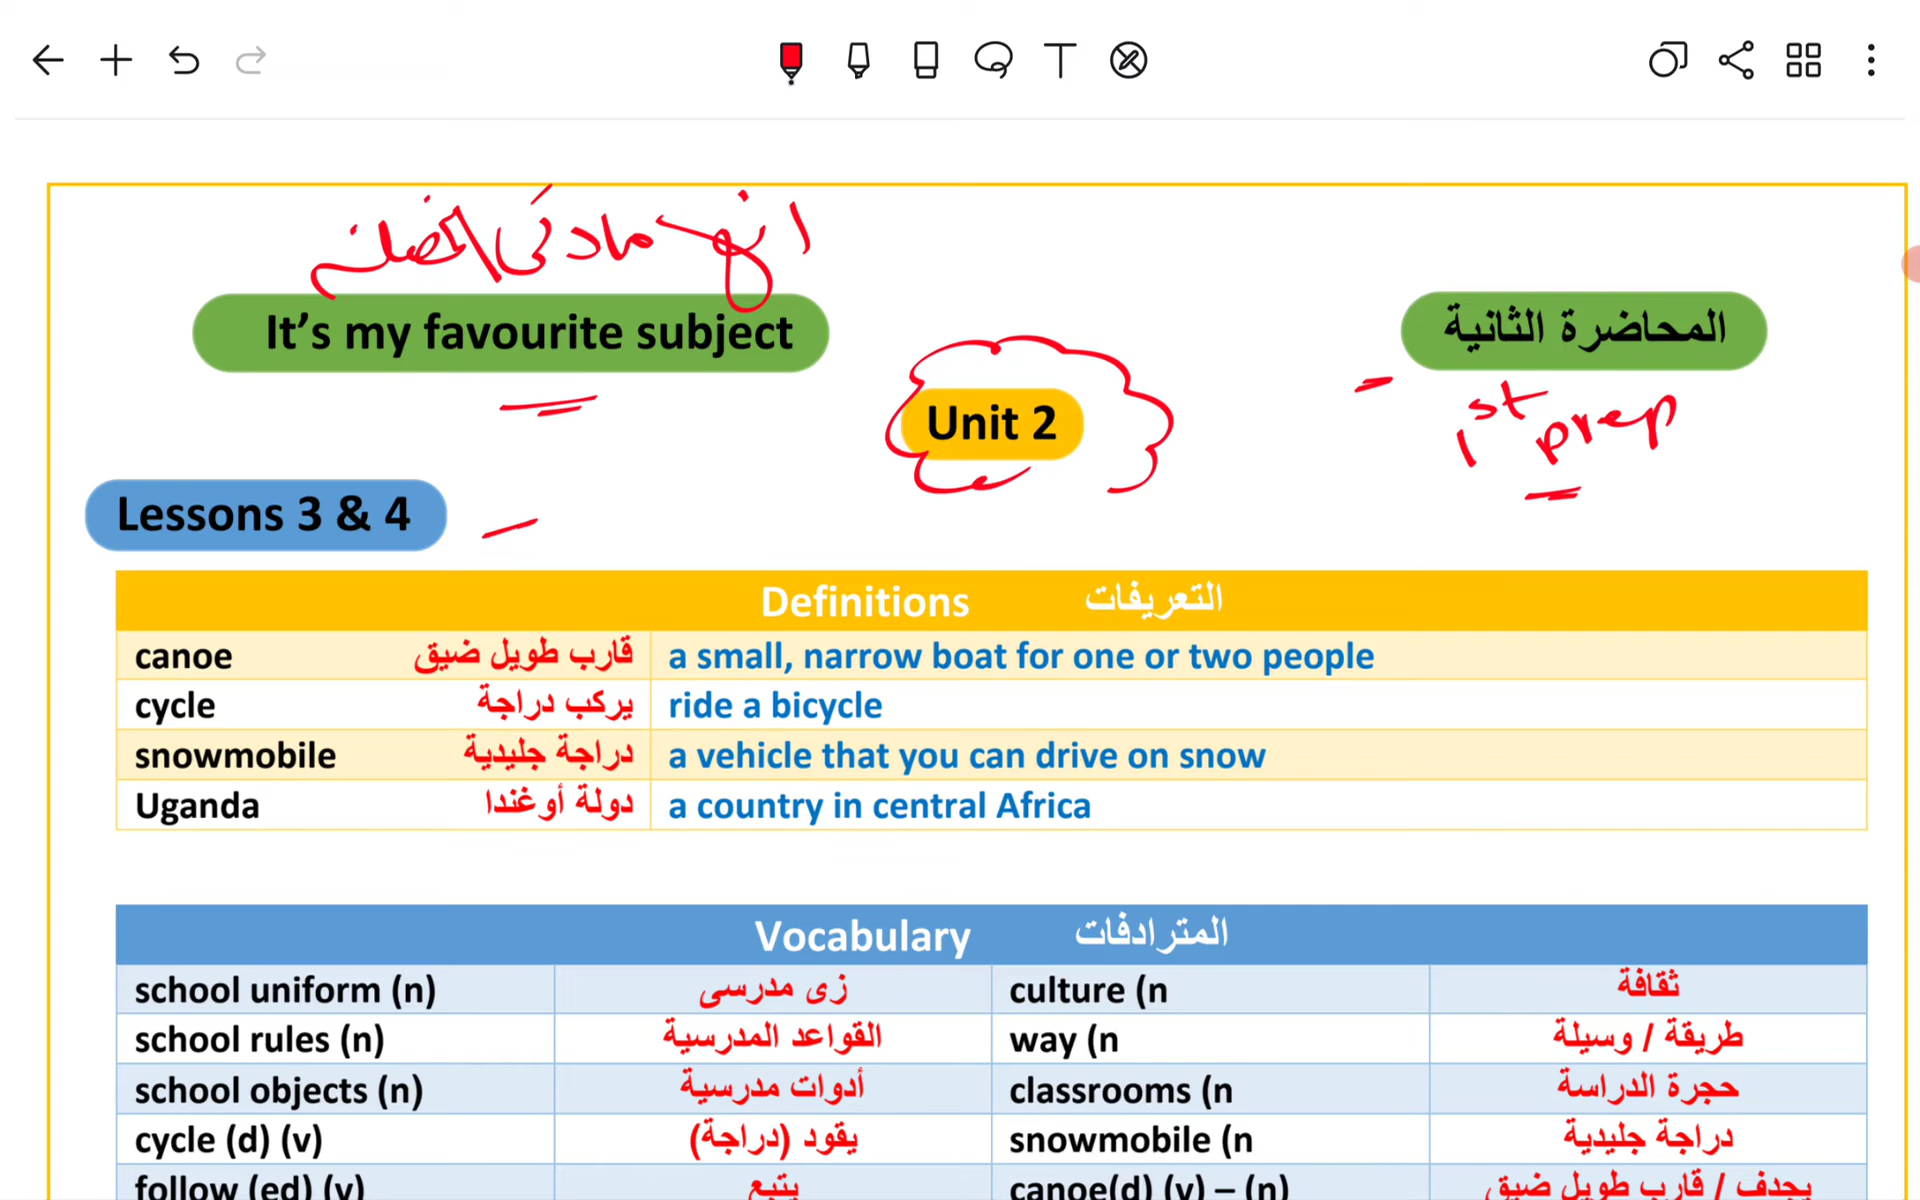 انها مادتى المفضلة
It's my favourite subject
المحاضرة الثانية
Unit 2
1st prep
Lessons 3 & 4
Definitions التعريفات
canoe قارب طويل ضيق a small, narrow boat for one or two people
cycle يركب دراجة ride a bicycle
snowmobile دراجة جليدية a vehicle that you can drive on snow
Uganda دولة أوغندا a country in central Africa
Vocabulary المترادفات
school uniform (n) زى مدرسى culture (n ثقافة
school rules (n) القواعد المدرسية way (n طريقة / وسيلة
school objects (n) أدوات مدرسية classrooms (n حجرة الدراسة
cycle (d) (v) يقود (دراجة) snowmobile (n دراجة جليدية
follow (ed) (v) يتبع canoe(d) (v) – (n) يجدف / قارب طويل ضيق